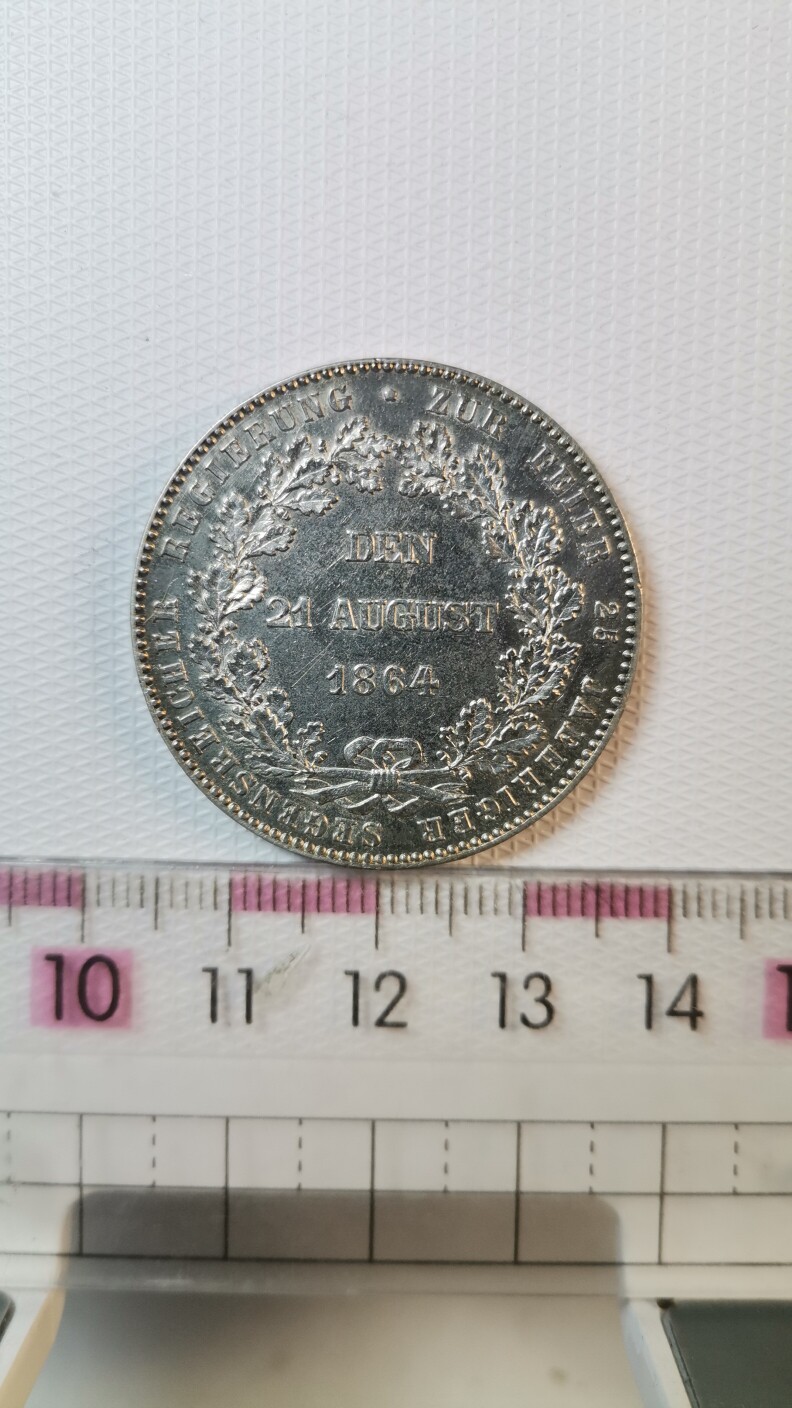 ZUR FEIER 25 JAEHRIGER SEGENSREICHER REGIERUNG
DEN
21 AUGUST
1864
10 11 12 13 14